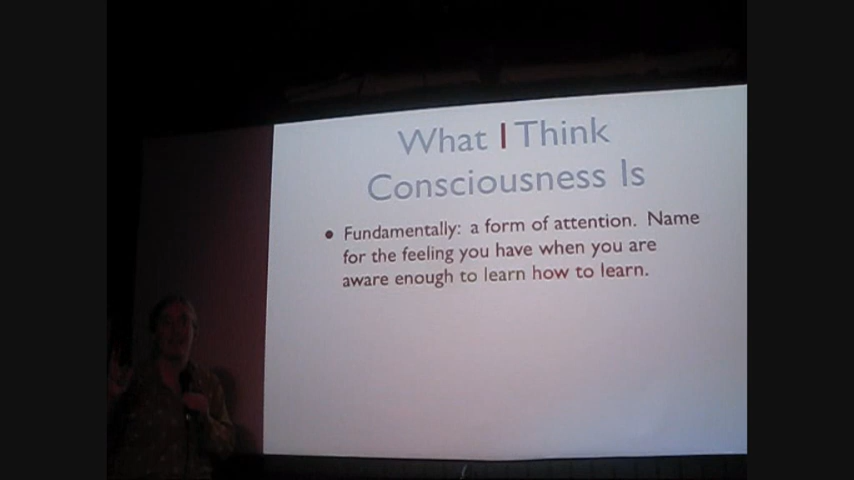 What I Think
Consciousness Is
• Fundamentally: a form of attention. Name
for the feeling you have when you are
aware enough to learn how to learn.